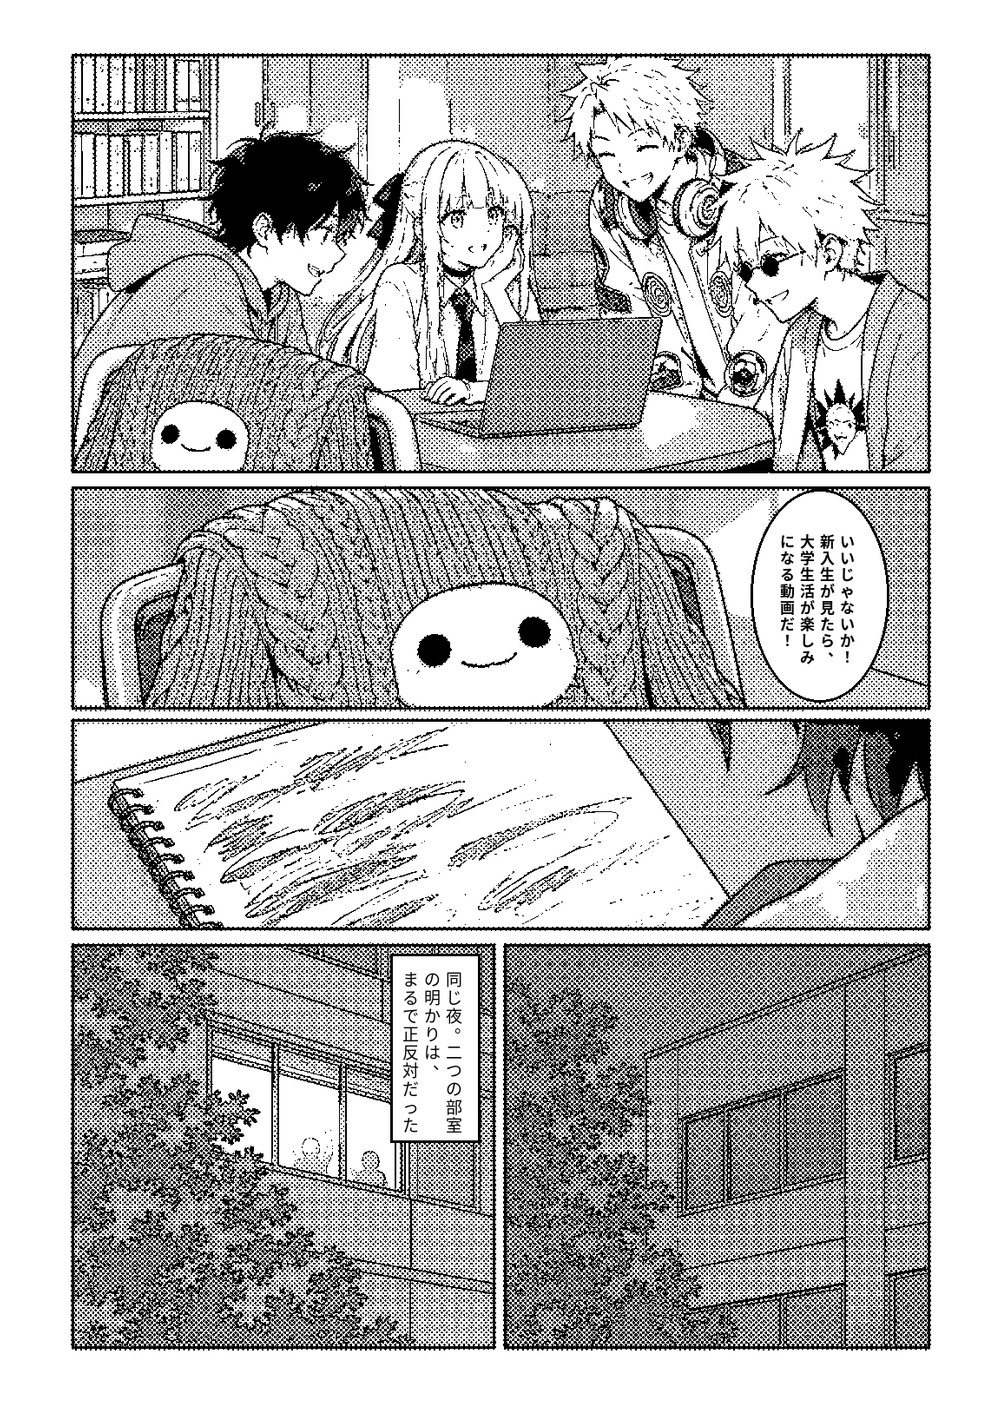 いいじゃないか！
新入生が見たら、
大学生活が楽しみ
になる動画だ！
同じ夜。二つの部室
の明かりは、
まるで正反対だった